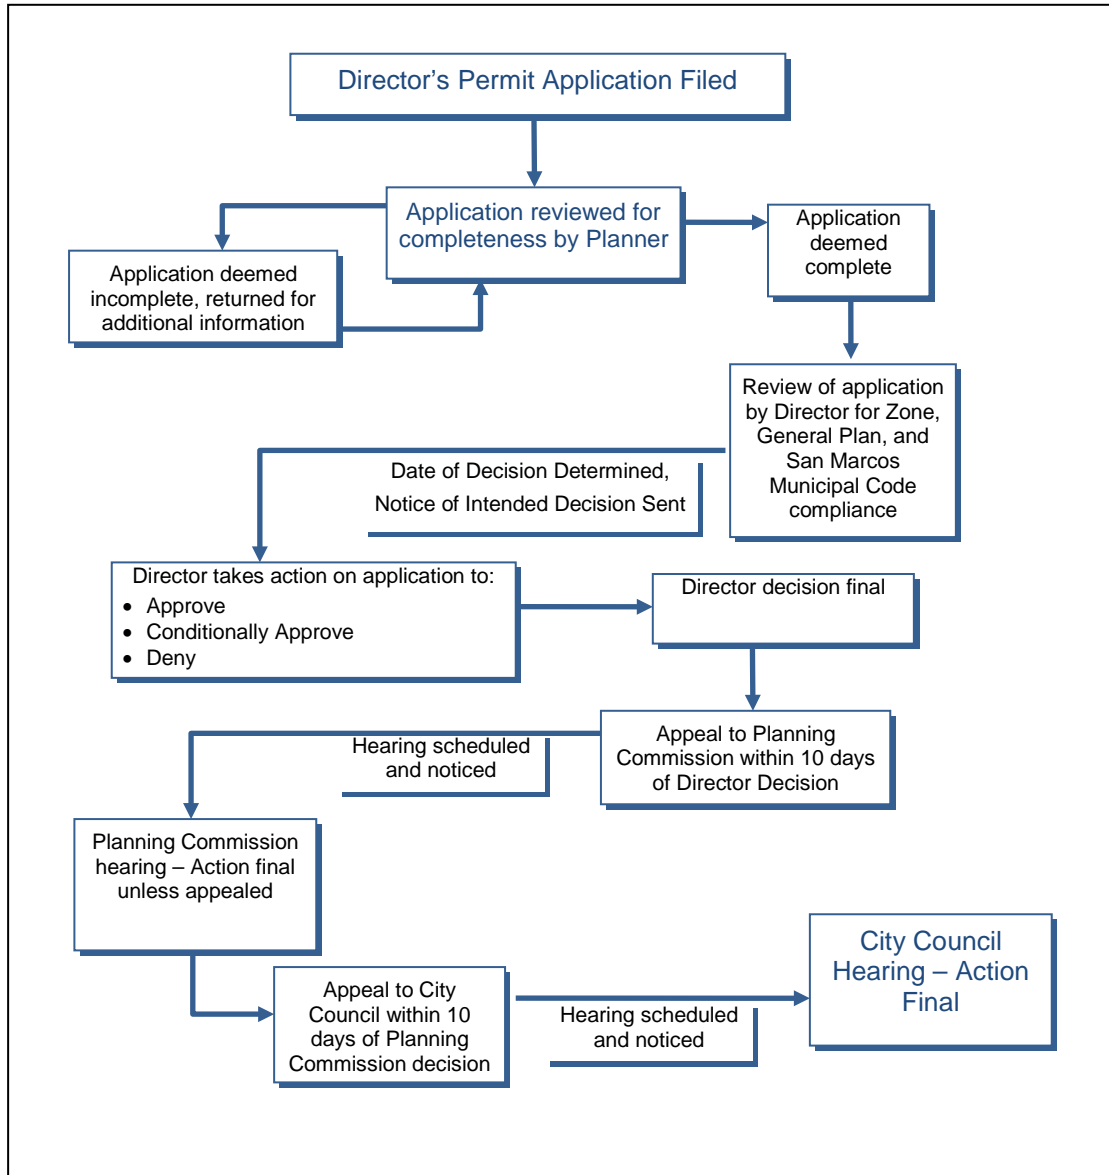 Director’s Permit Application Filed
Application reviewed for
completeness by Planner
Application
deemed
complete
Application deemed
incomplete, returned for
additional information
Review of application
by Director for Zone,
General Plan, and
San Marcos
Municipal Code
compliance
Date of Decision Determined,
Notice of Intended Decision Sent
Director takes action on application to:
• Approve
• Conditionally Approve
• Deny
Director decision final
Appeal to Planning
Commission within 10 days
of Director Decision
Hearing scheduled
and noticed
Planning Commission
hearing – Action final
unless appealed
Appeal to City
Council within 10
days of Planning
Commission decision
Hearing scheduled
and noticed
City Council
Hearing – Action
Final